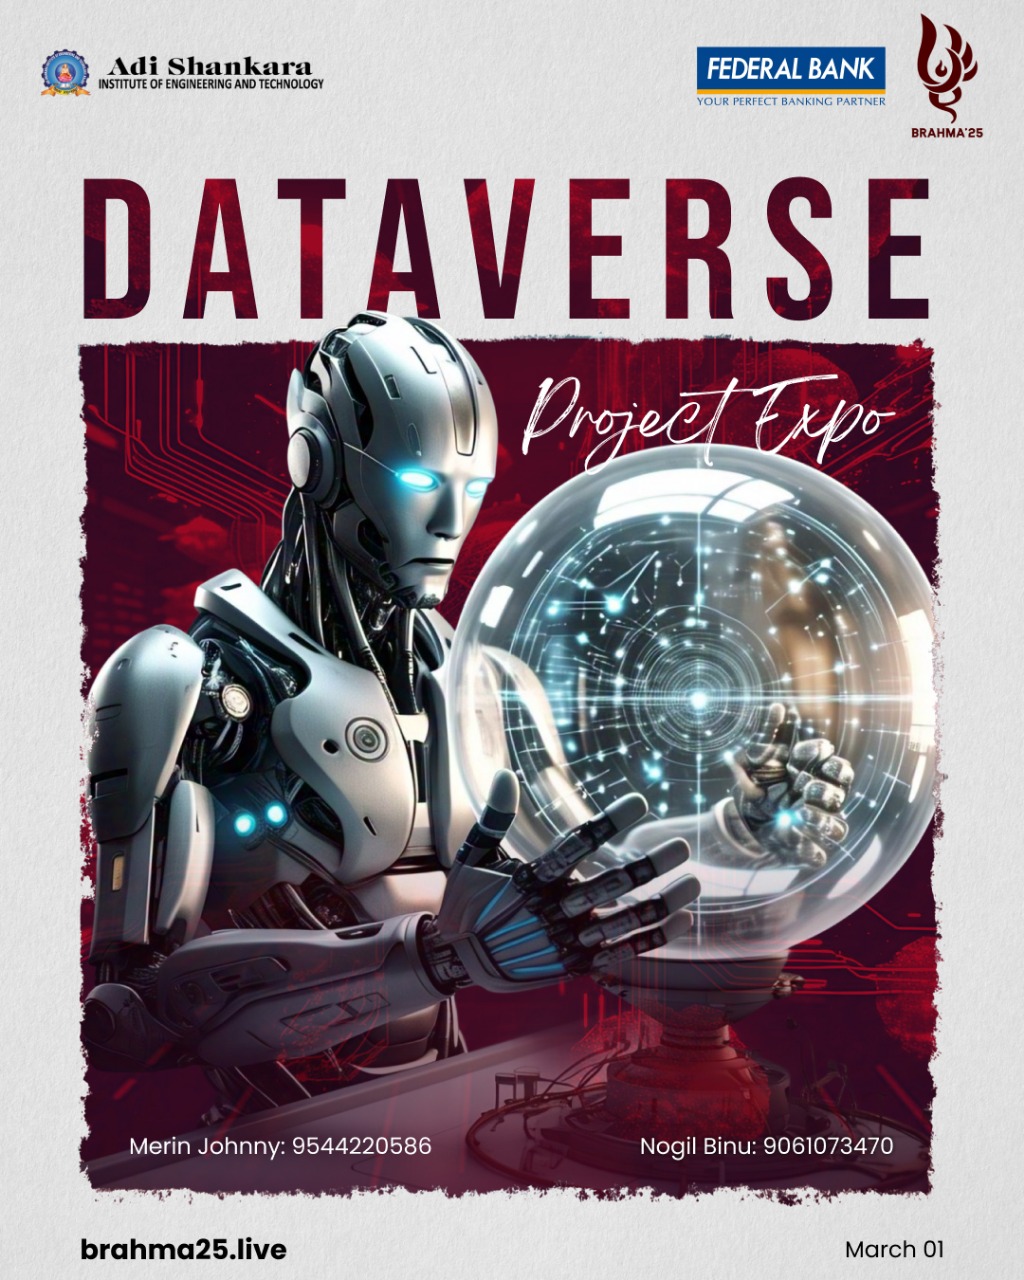 Adi Shankara
INSTITUTE OF ENGINEERING AND TECHNOLOGY
FEDERAL BANK
YOUR PERFECT BANKING PARTNER
BRAHMA'25
DATAVERSE
Project Expo
Merin Johnny: 9544220586
Nogil Binu: 9061073470
brahma25.live
March 01